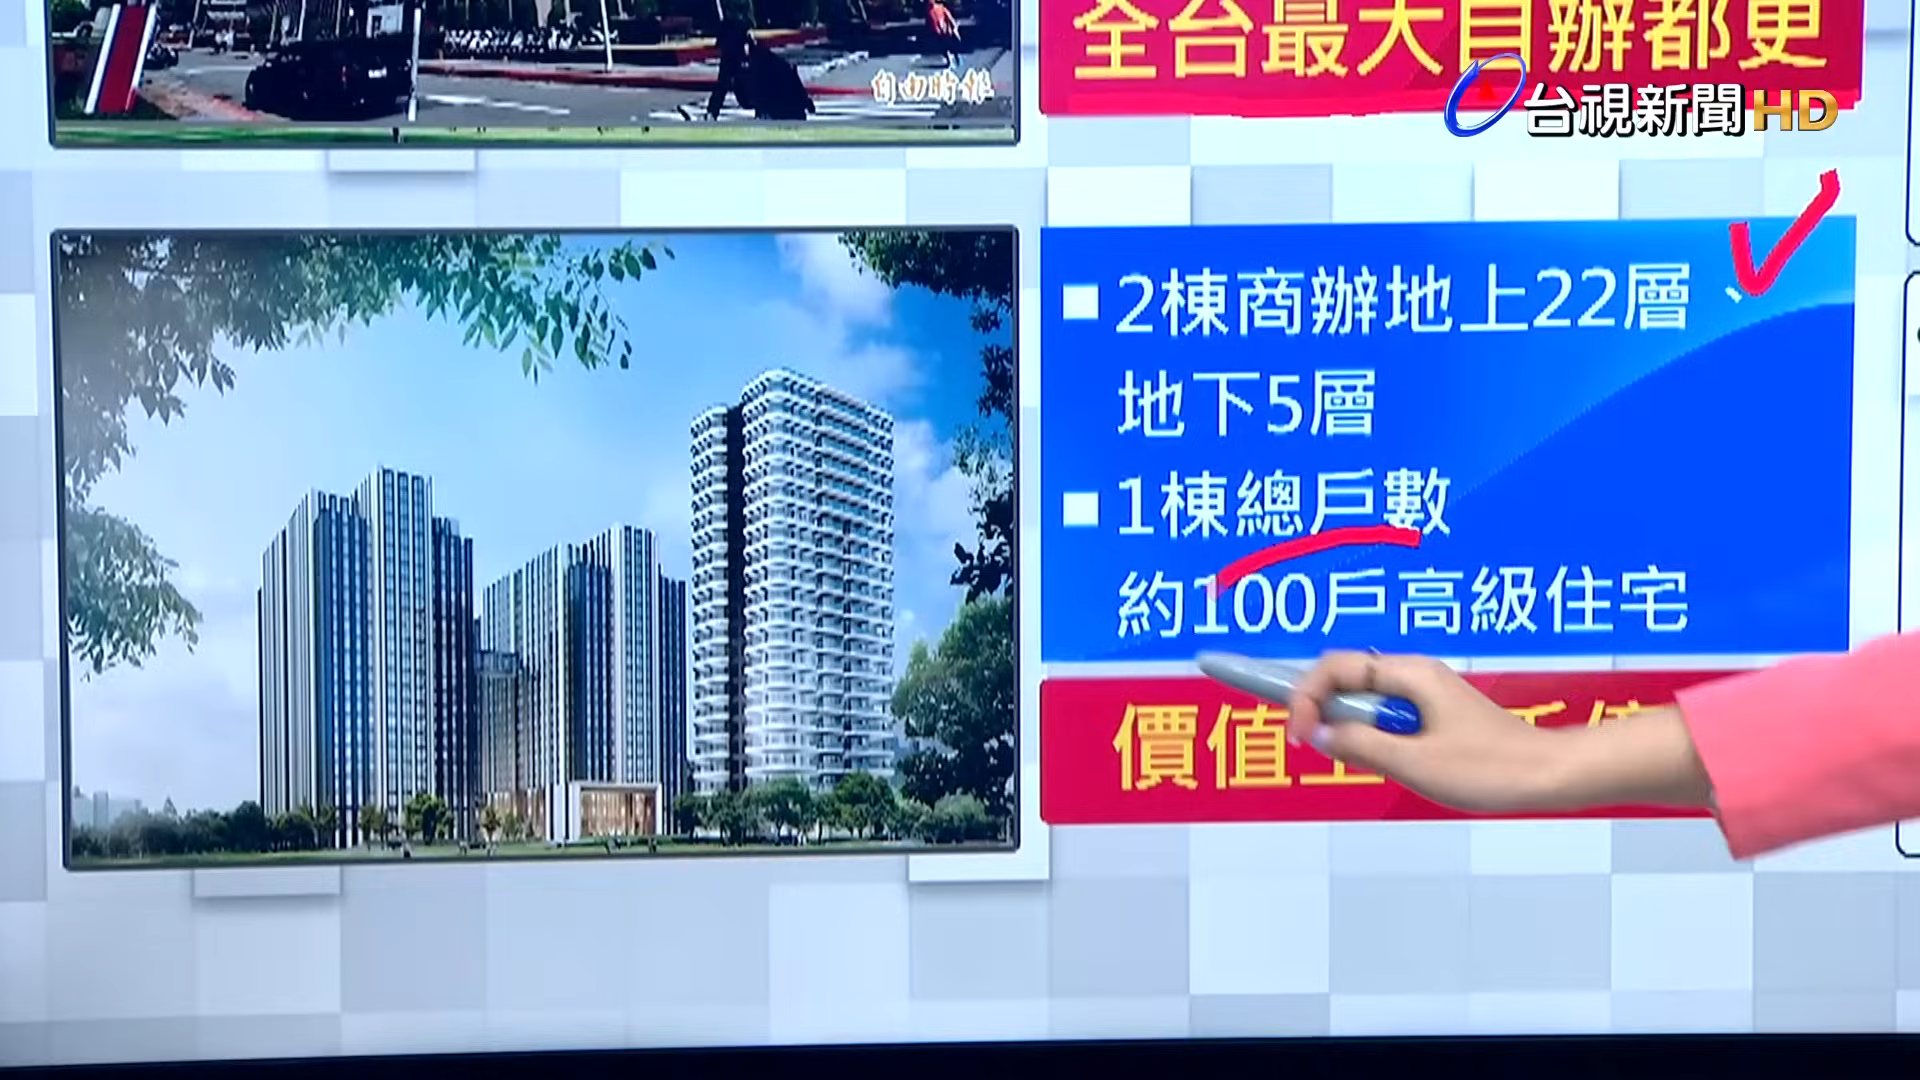 全台最大自辦都更
台視新聞HD
自由時報
2棟商辦地上22層、
地下5層
1棟總戶數
約100戶高級住宅
價值上